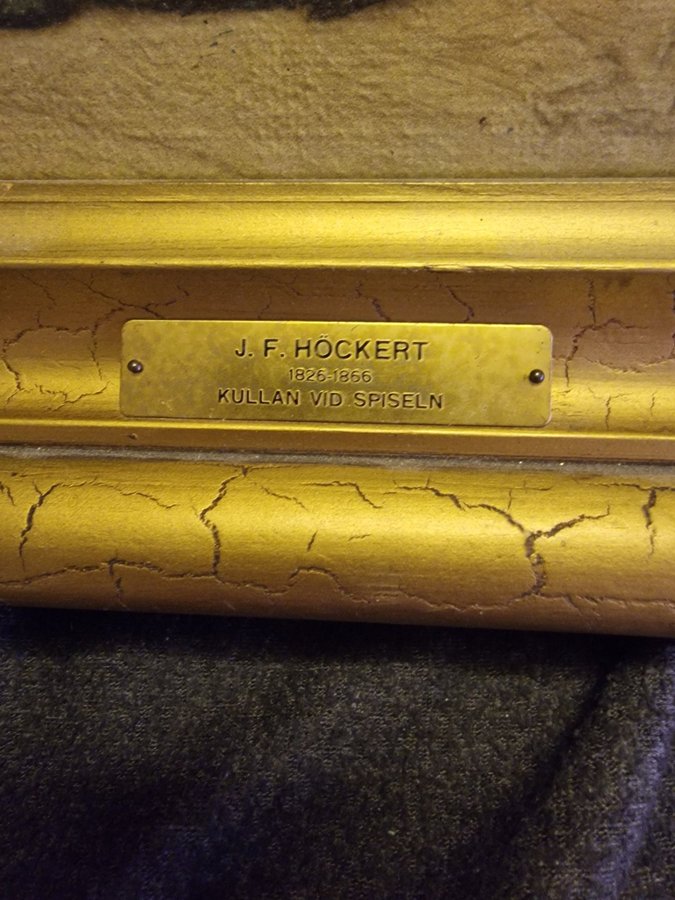 J. F. HÖCKERT
1826-1866
KULLAN VID SPISELN